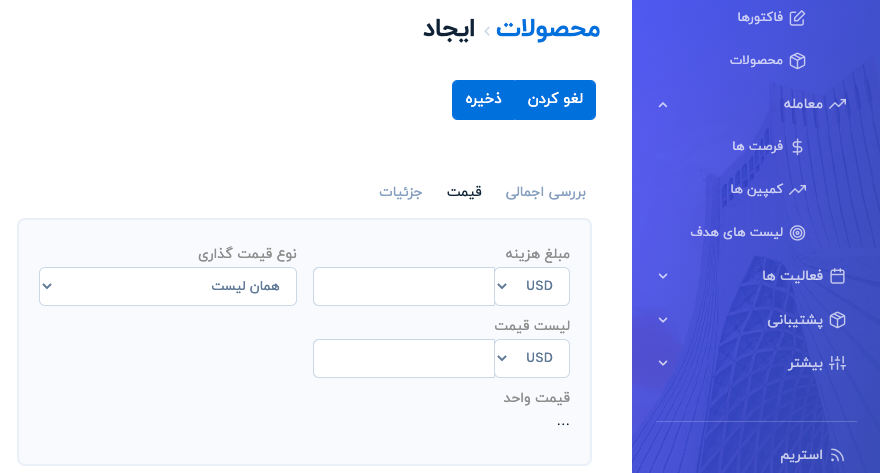 فاکتورها
محصولات
معامله
فرصت ها
کمپین ها
لیست های هدف
فعالیت ها
پشتیبانی
بیشتر
استریم
محصولات › ایجاد
لغو کردن ذخیره
بررسی اجمالی قیمت جزئیات
مبلغ هزینه نوع قیمت گذاری
USD همان لیست
لیست قیمت
USD
قیمت واحد
...